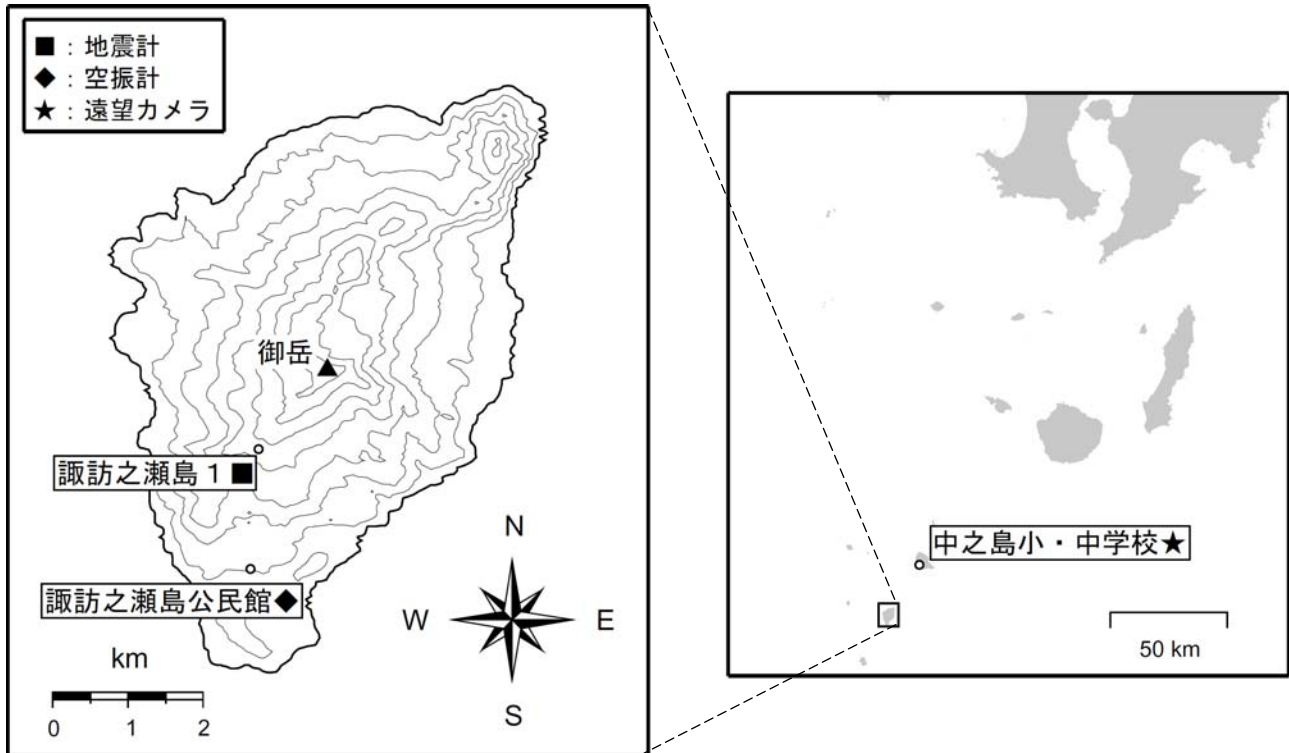 ■：地震計
◆：空振計
★：遠望カメラ
御岳
諏訪之瀬島１■
諏訪之瀬島公民館◆
km
0 1 2
N
W E
S
中之島小・中学校★
50 km